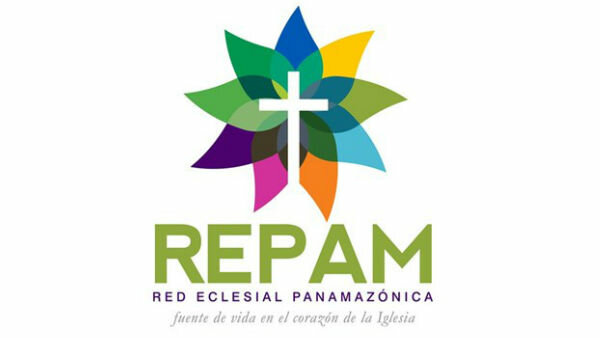 REPAM
RED ECLESIAL PANAMAZÓNICA
fuente de vida en el corazón de la Iglesia